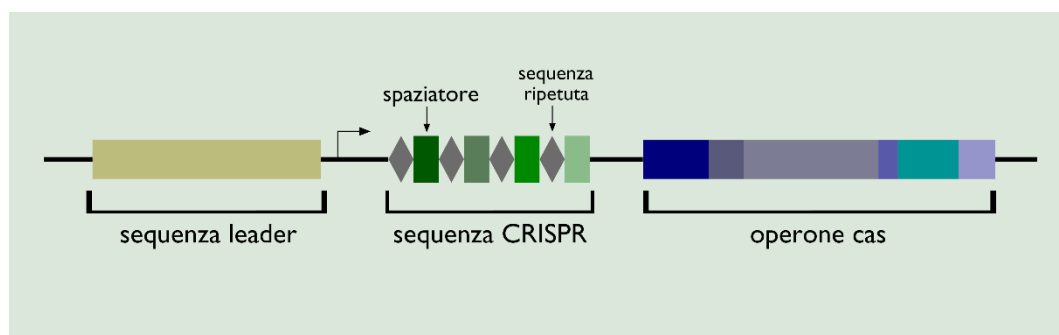 spaziatore
sequenza
ripetuta
sequenza leader
sequenza CRISPR
operone cas